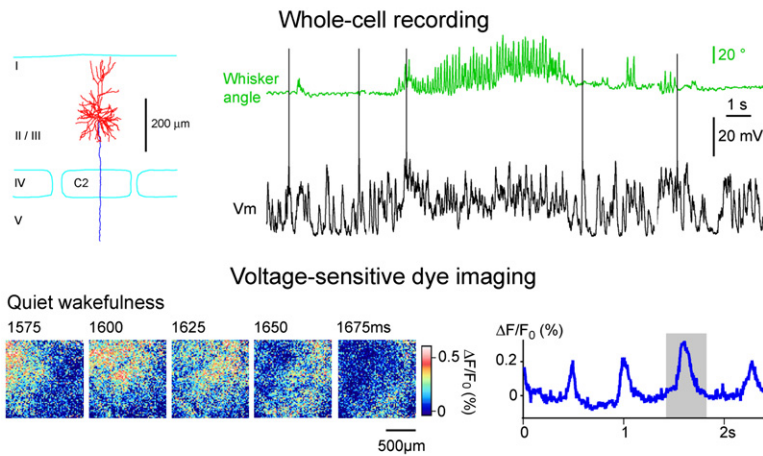 Whole-cell recording
I
II / III
IV
C2
V
200 µm
Whisker
angle
20 °
1 s
20 mV
Vm
Voltage-sensitive dye imaging
Quiet wakefulness
1575
1600
1625
1650
1675ms
0.5
0
ΔF/F0 (%)
500µm
ΔF/F0 (%)
0.2
0
0
1
2s